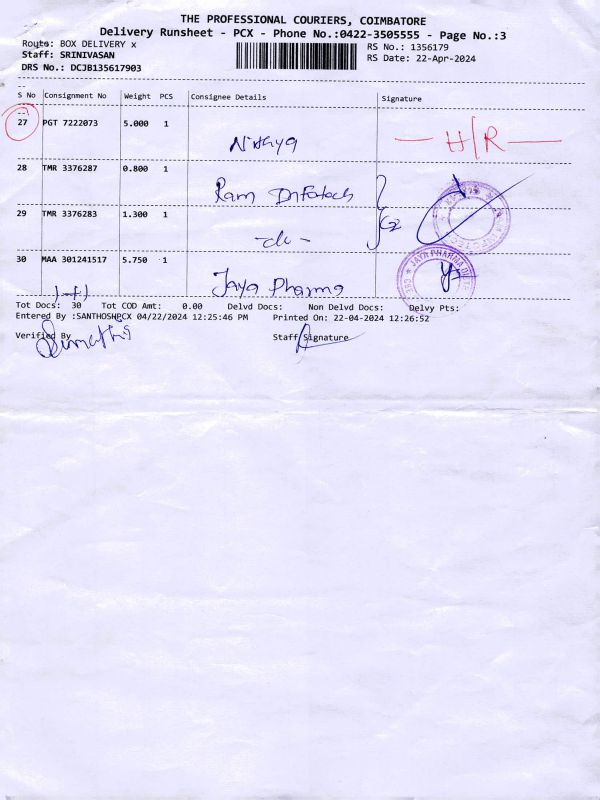 THE PROFESSIONAL COURIERS, COIMBATORE
Delivery Runsheet - PCX - Phone No.:0422-3505555 - Page No.:3
Route: BOX DELIVERY x
RS No.: 1356179
Staff: SRINIVASAN
RS Date: 22-Apr-2024
DRS No.: DCJB135617903
S No Consignment No Weight PCS Consignee Details Signature
27 PGT 7222073 5.000 1 Nithya H/R
28 TMR 3376287 0.800 1 Ram Infotech
29 TMR 3376283 1.300 1 -do-
30 MAA 301241517 5.750 1 Jaya Pharma
Tot Docs: 30 Tot COD Amt: 0.00 Delvd Docs: Non Delvd Docs: Delvy Pts:
Entered By :SANTHOSHPCX 04/22/2024 12:25:46 PM Printed On: 22-04-2024 12:26:52
Verified By Staff Signature